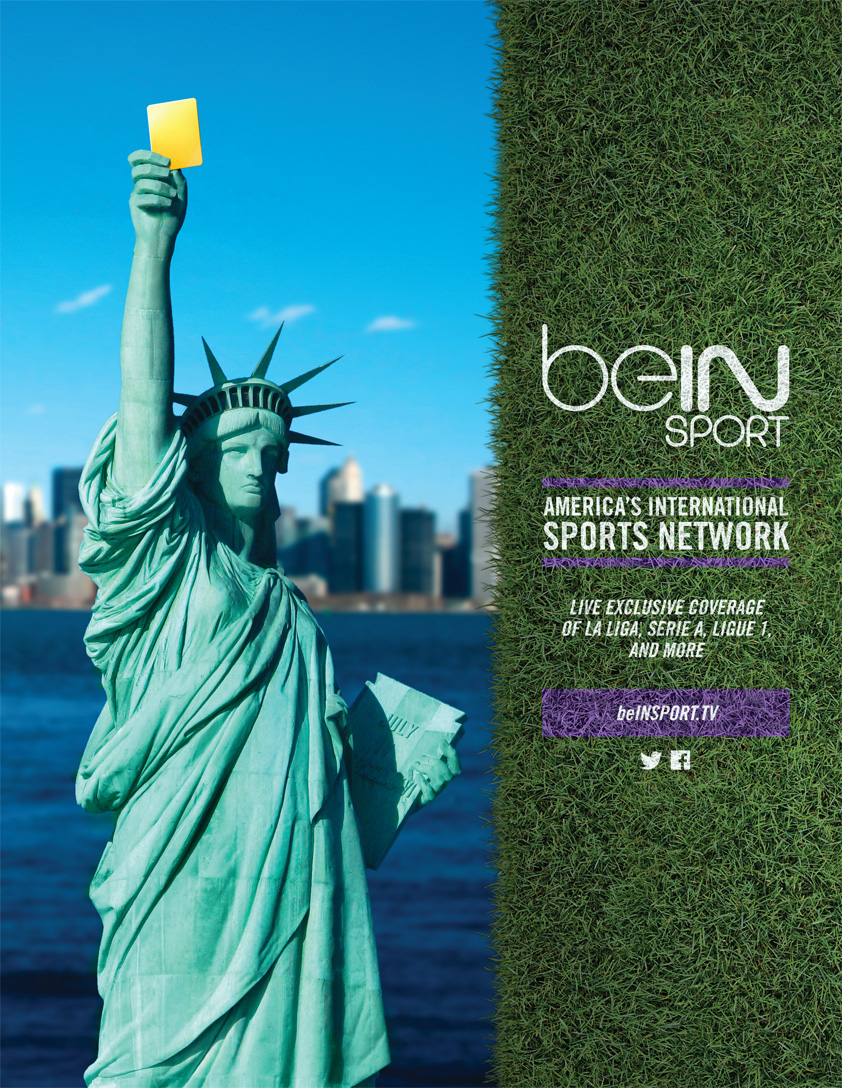 JULY
beIN
SPORT
AMERICA'S INTERNATIONAL
SPORTS NETWORK
LIVE EXCLUSIVE COVERAGE
OF LA LIGA, SERIE A, LIGUE 1,
AND MORE
beINSPORT.TV